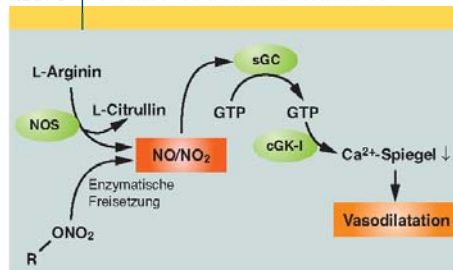 sGC
L-Arginin
L-Citrullin
GTP
GTP
NOS
cGK-I
NO/NO₂
Ca²⁺-Spiegel ↓
Enzymatische
Freisetzung
ONO₂
Vasodilatation
R